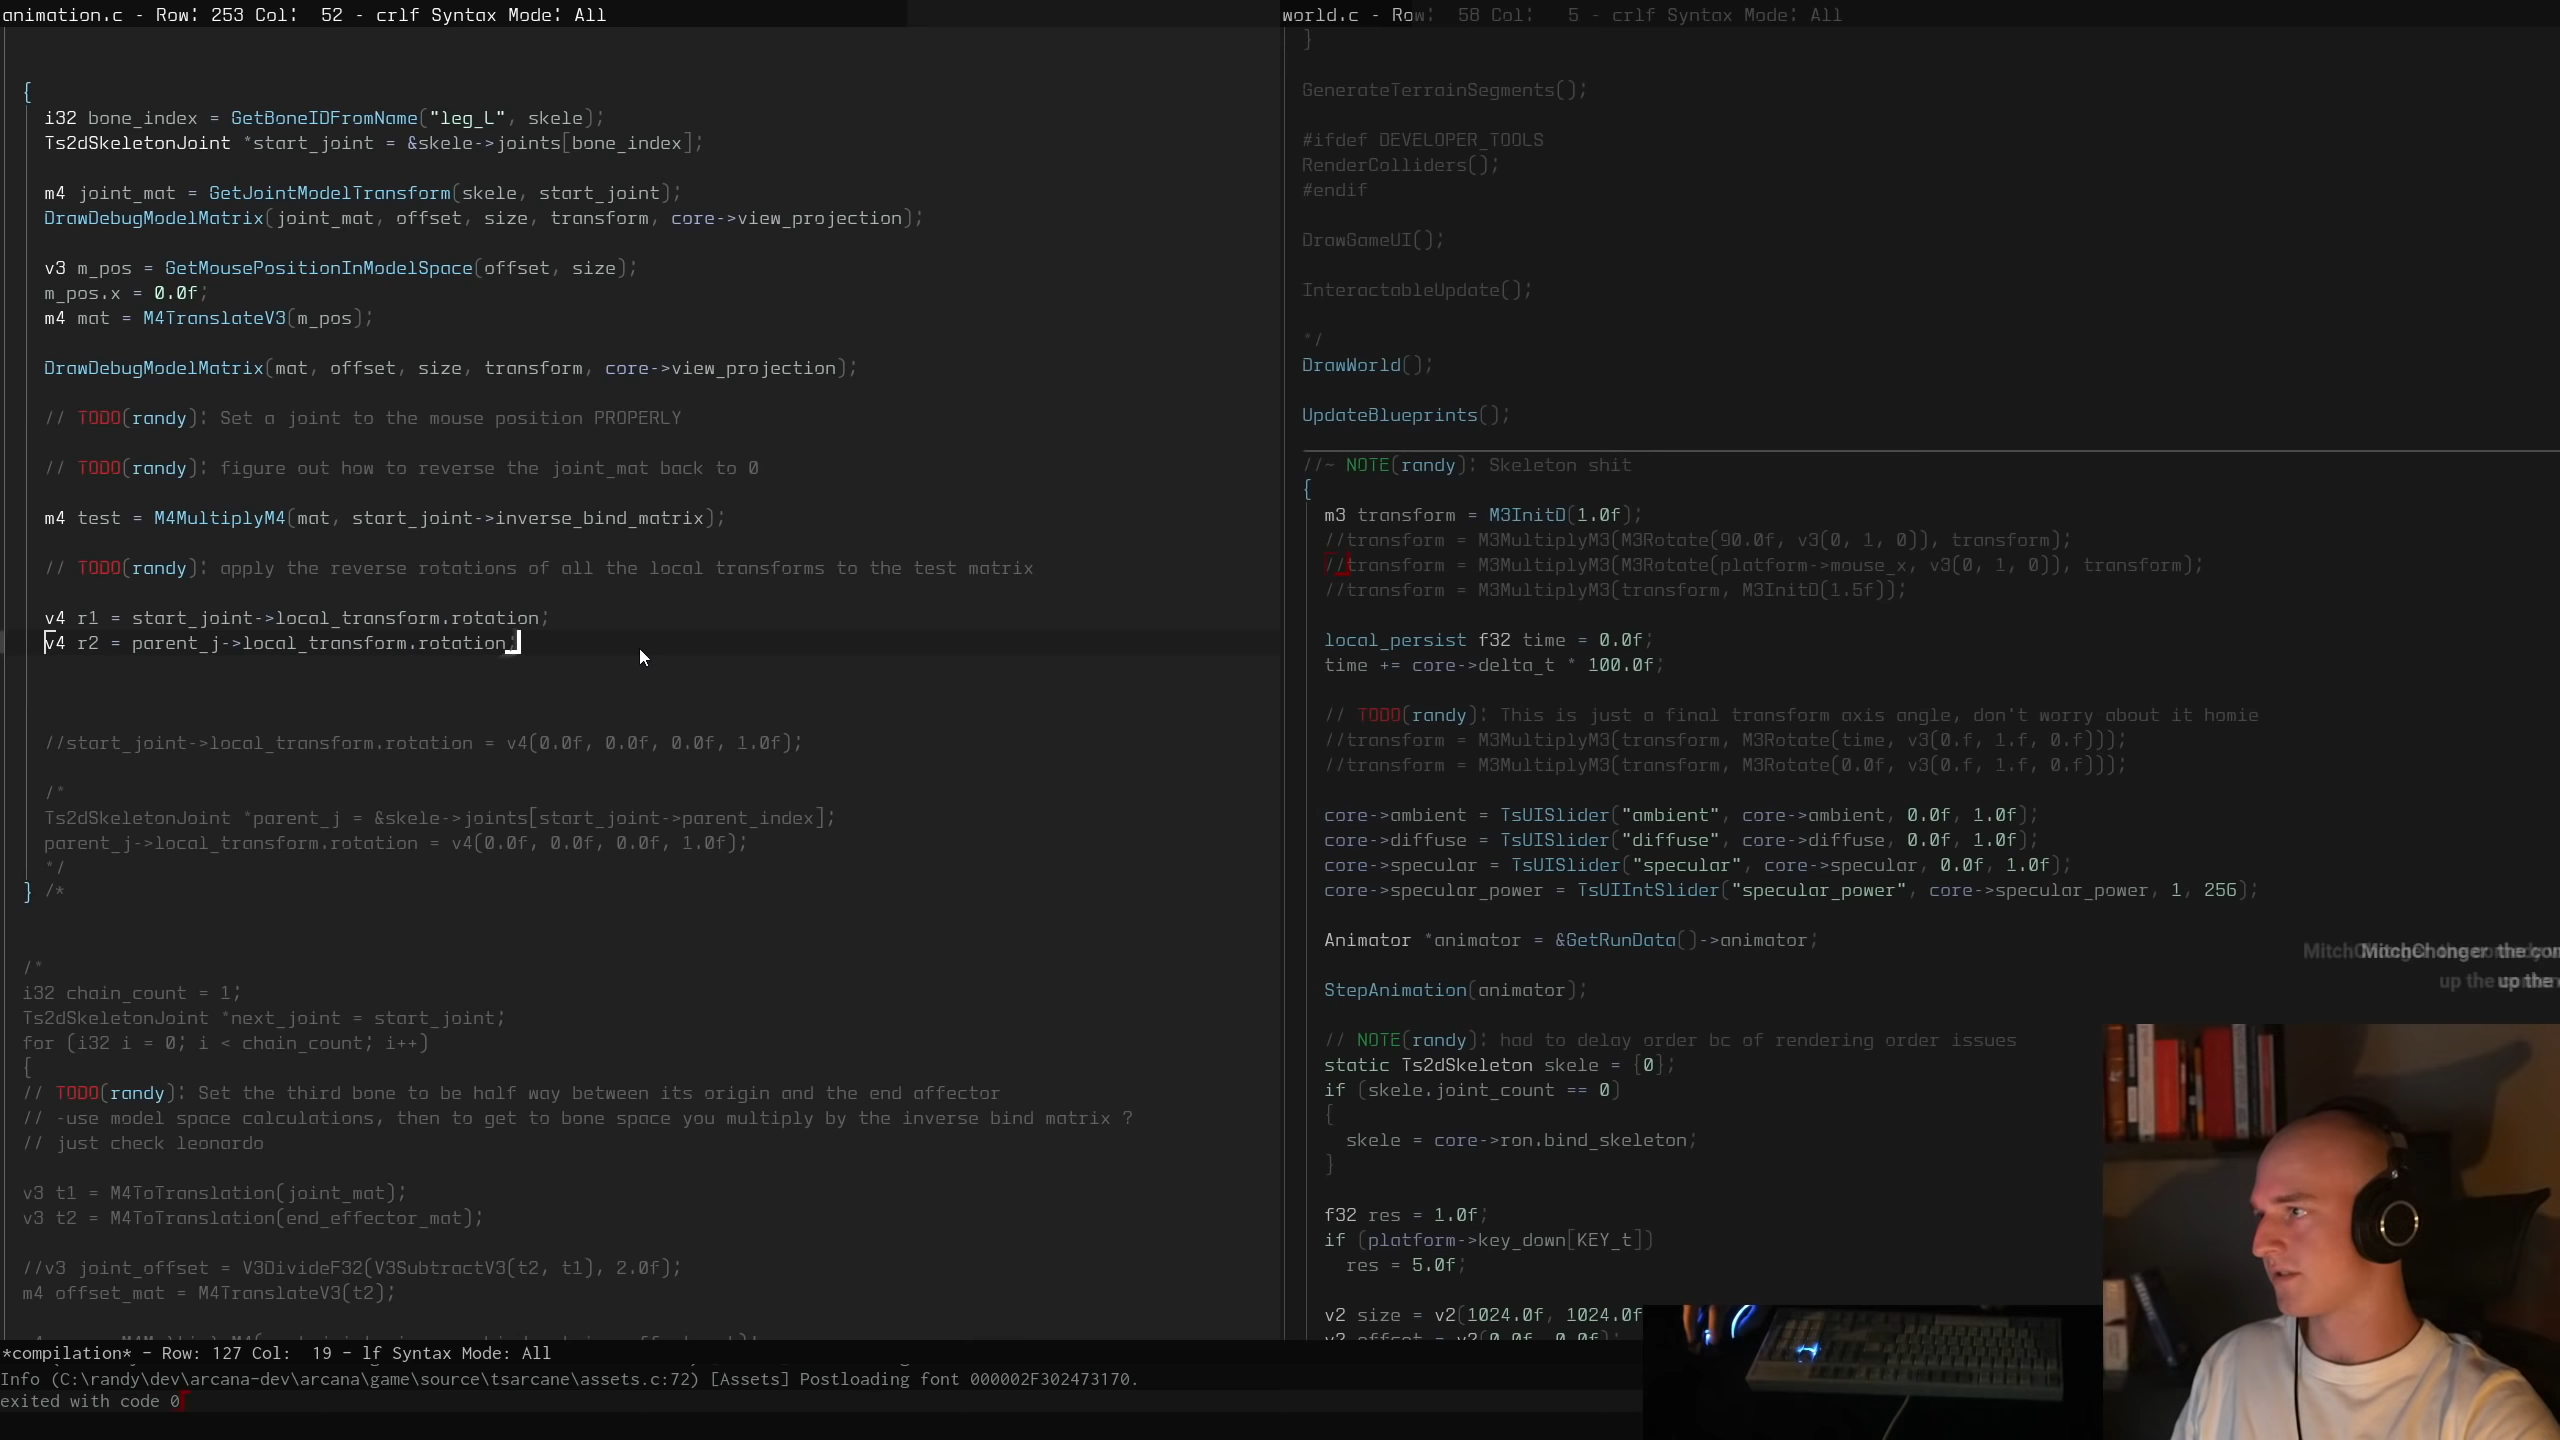 animation.c - Row: 253 Col:  52 - crlf Syntax Mode: All
{
i32 bone_index = GetBoneIDFromName("leg_L", skele);
Ts2dSkeletonJoint *start_joint = &skele->joints[bone_index];
m4 joint_mat = GetJointModelTransform(skele, start_joint);
DrawDebugModelMatrix(joint_mat, offset, size, transform, core->view_projection);
v3 m_pos = GetMousePositionInModelSpace(offset, size);
m_pos.x = 0.0f;
m4 mat = M4TranslateV3(m_pos);
DrawDebugModelMatrix(mat, offset, size, transform, core->view_projection);
// TODO(randy): Set a joint to the mouse position PROPERLY
// TODO(randy): figure out how to reverse the joint_mat back to 0
m4 test = M4MultiplyM4(mat, start_joint->inverse_bind_matrix);
// TODO(randy): apply the reverse rotations of all the local transforms to the test matrix
v4 r1 = start_joint->local_transform.rotation;
v4 r2 = parent_j->local_transform.rotation;
//start_joint->local_transform.rotation = v4(0.0f, 0.0f, 0.0f, 1.0f);
/*
Ts2dSkeletonJoint *parent_j = &skele->joints[start_joint->parent_index];
parent_j->local_transform.rotation = v4(0.0f, 0.0f, 0.0f, 1.0f);
*/
} /*
/*
i32 chain_count = 1;
Ts2dSkeletonJoint *next_joint = start_joint;
for (i32 i = 0; i < chain_count; i++)
{
// TODO(randy): Set the third bone to be half way between its origin and the end affector
// -use model space calculations, then to get to bone space you multiply by the inverse bind matrix ?
// just check leonardo
v3 t1 = M4ToTranslation(joint_mat);
v3 t2 = M4ToTranslation(end_effector_mat);
//v3 joint_offset = V3DivideF32(V3SubtractV3(t2, t1), 2.0f);
m4 offset_mat = M4TranslateV3(t2);
world.c - Row:  58 Col:   5 - crlf Syntax Mode: All
}
GenerateTerrainSegments();
#ifdef DEVELOPER_TOOLS
RenderColliders();
#endif
DrawGameUI();
InteractableUpdate();
*/
DrawWorld();
UpdateBlueprints();
//~ NOTE(randy): Skeleton shit
{
m3 transform = M3InitD(1.0f);
//transform = M3MultiplyM3(M3Rotate(90.0f, v3(0, 1, 0)), transform);
//transform = M3MultiplyM3(M3Rotate(platform->mouse_x, v3(0, 1, 0)), transform);
//transform = M3MultiplyM3(transform, M3InitD(1.5f));
local_persist f32 time = 0.0f;
time += core->delta_t * 100.0f;
// TODO(randy): This is just a final transform axis angle, don't worry about it homie
//transform = M3MultiplyM3(transform, M3Rotate(time, v3(0.f, 1.f, 0.f)));
//transform = M3MultiplyM3(transform, M3Rotate(0.0f, v3(0.f, 1.f, 0.f)));
core->ambient = TsUISlider("ambient", core->ambient, 0.0f, 1.0f);
core->diffuse = TsUISlider("diffuse", core->diffuse, 0.0f, 1.0f);
core->specular = TsUISlider("specular", core->specular, 0.0f, 1.0f);
core->specular_power = TsUIIntSlider("specular_power", core->specular_power, 1, 256);
Animator *animator = &GetRunData()->animator;
StepAnimation(animator);
// NOTE(randy): had to delay order bc of rendering order issues
static Ts2dSkeleton skele = {0};
if (skele.joint_count == 0)
{
skele = core->ron.bind_skeleton;
}
f32 res = 1.0f;
if (platform->key_down[KEY_t])
res = 5.0f;
v2 size = v2(1024.0f, 1024.0f
v2 offset = v2(0.0f, 0.0f);
up the
*compilation* - Row: 127 Col:  19 - lf Syntax Mode: All
Info (C:\randy\dev\arcana-dev\arcana\game\source\tsarcane\assets.c:72) [Assets] Postloading font 000002F302473170.
exited with code 0